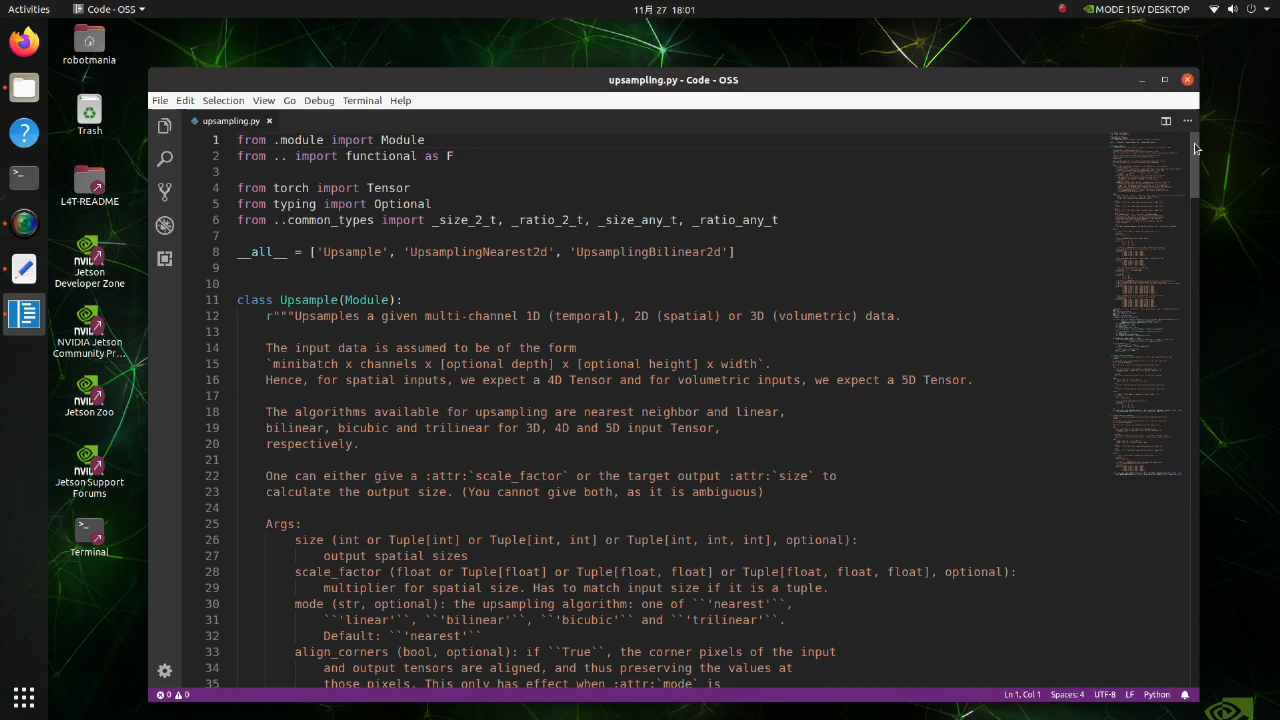 Activities
Code - OSS
11月 27 18:01
MODE 15W DESKTOP
robotmania
Trash
L4T-README
Jetson
Developer Zone
NVIDIA Jetson
Community Pr…
Jetson Zoo
Jetson Support
Forums
Terminal
upsampling.py - Code - OSS
File Edit Selection View Go Debug Terminal Help
upsampling.py
1 from .module import Module
2 from .. import functional as F
3
4 from torch import Tensor
5 from typing import Optional
6 from ..common_types import _size_2_t, _ratio_2_t, _size_any_t, _ratio_any_t
7
8 __all__ = ['Upsample', 'UpsamplingNearest2d', 'UpsamplingBilinear2d']
9
10
11 class Upsample(Module):
12 r"""Upsamples a given multi-channel 1D (temporal), 2D (spatial) or 3D (volumetric) data.
13
14 The input data is assumed to be of the form
15 `minibatch x channels x [optional depth] x [optional height] x width`.
16 Hence, for spatial inputs, we expect a 4D Tensor and for volumetric inputs, we expect a 5D Tensor.
17
18 The algorithms available for upsampling are nearest neighbor and linear,
19 bilinear, bicubic and trilinear for 3D, 4D and 5D input Tensor,
20 respectively.
21
22 One can either give a :attr:`scale_factor` or the target output :attr:`size` to
23 calculate the output size. (You cannot give both, as it is ambiguous)
24
25 Args:
26 size (int or Tuple[int] or Tuple[int, int] or Tuple[int, int, int], optional):
27 output spatial sizes
28 scale_factor (float or Tuple[float] or Tuple[float, float] or Tuple[float, float, float], optional):
29 multiplier for spatial size. Has to match input size if it is a tuple.
30 mode (str, optional): the upsampling algorithm: one of ``'nearest'``,
31 ``'linear'``, ``'bilinear'``, ``'bicubic'`` and ``'trilinear'``.
32 Default: ``'nearest'``
33 align_corners (bool, optional): if ``True``, the corner pixels of the input
34 and output tensors are aligned, and thus preserving the values at
35 those pixels. This only has effect when :attr:`mode` is
0 0
Ln 1, Col 1 Spaces: 4 UTF-8 LF Python